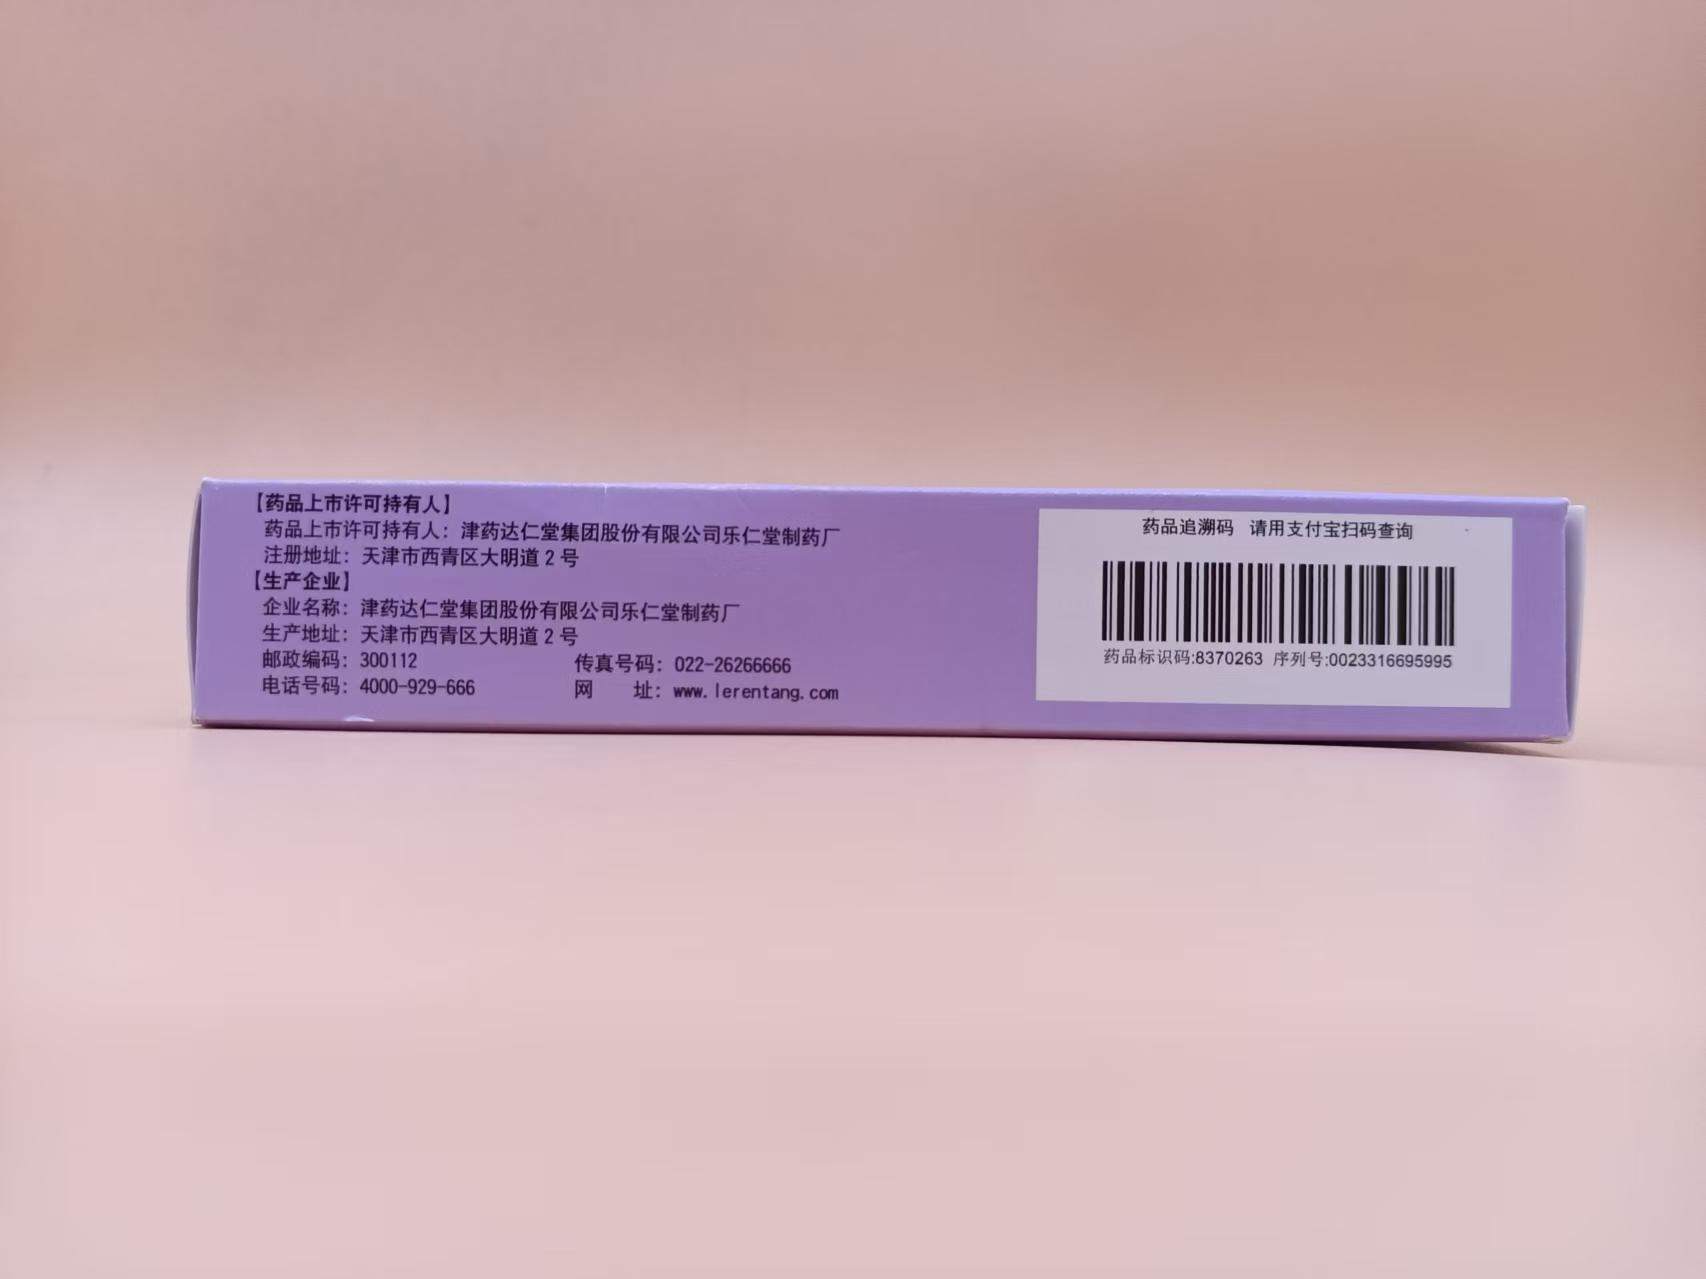 【药品上市许可持有人】
药品上市许可持有人：津药达仁堂集团股份有限公司乐仁堂制药厂
注册地址：天津市西青区大明道2号
【生产企业】
企业名称：津药达仁堂集团股份有限公司乐仁堂制药厂
生产地址：天津市西青区大明道2号
邮政编码：300112 传真号码：022-26266666
电话号码：4000-929-666 网 址：www.lerentang.com
药品追溯码 请用支付宝扫码查询
药品标识码:8370263 序列号:0023316695995